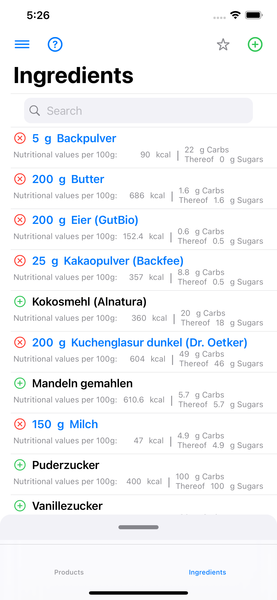 5:26
Ingredients
Search
5 g Backpulver
Nutritional values per 100g: 90 kcal | 22 g Carbs
Thereof 0 g Sugars
200 g Butter
Nutritional values per 100g: 686 kcal | 1.6 g Carbs
Thereof 1.6 g Sugars
200 g Eier (GutBio)
Nutritional values per 100g: 152.4 kcal | 0.6 g Carbs
Thereof 0.5 g Sugars
25 g Kakaopulver (Backfee)
Nutritional values per 100g: 357 kcal | 8.8 g Carbs
Thereof 0.5 g Sugars
Kokosmehl (Alnatura)
Nutritional values per 100g: 360 kcal | 20 g Carbs
Thereof 18 g Sugars
200 g Kuchenglasur dunkel (Dr. Oetker)
Nutritional values per 100g: 604 kcal | 49 g Carbs
Thereof 46 g Sugars
Mandeln gemahlen
Nutritional values per 100g: 610.6 kcal | 5.7 g Carbs
Thereof 5.7 g Sugars
150 g Milch
Nutritional values per 100g: 47 kcal | 4.9 g Carbs
Thereof 4.9 g Sugars
Puderzucker
Nutritional values per 100g: 400 kcal | 100 g Carbs
Thereof 100 g Sugars
Vanillezucker
Products
Ingredients